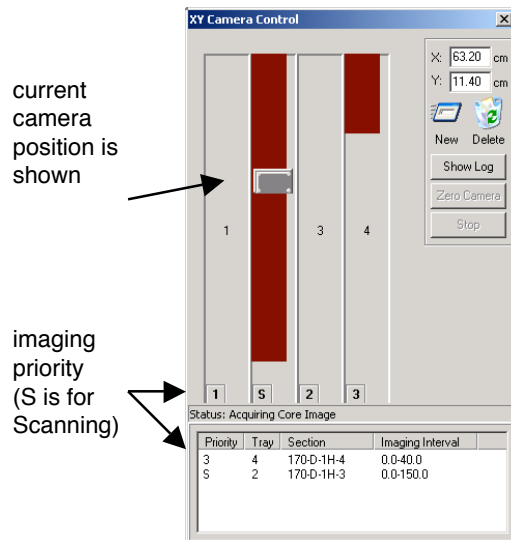 XY Camera Control
X: 63.20 cm
Y: 11.40 cm
New Delete
Show Log
Zero Camera
Stop
current
camera
position is
shown
1 3 4
imaging
priority
(S is for
Scanning)
1 S 2 3
Status: Acquiring Core Image
Priority Tray Section Imaging Interval
3 4 170-D-1H-4 0.0-40.0
S 2 170-D-1H-3 0.0-150.0